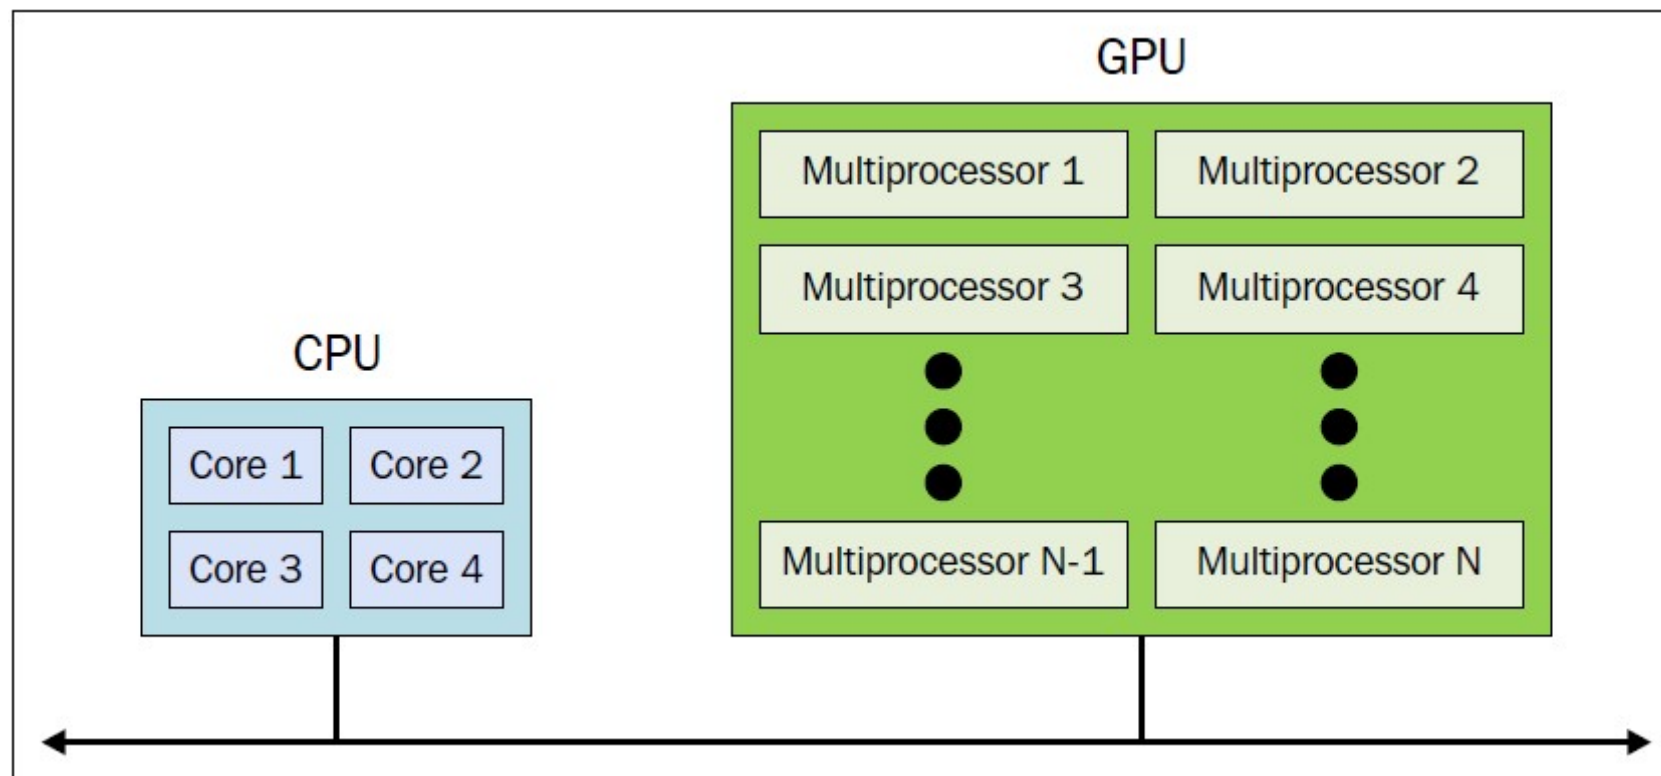 GPU
Multiprocessor 1
Multiprocessor 2
Multiprocessor 3
Multiprocessor 4
CPU
Core 1
Core 2
Core 3
Core 4
Multiprocessor N-1
Multiprocessor N